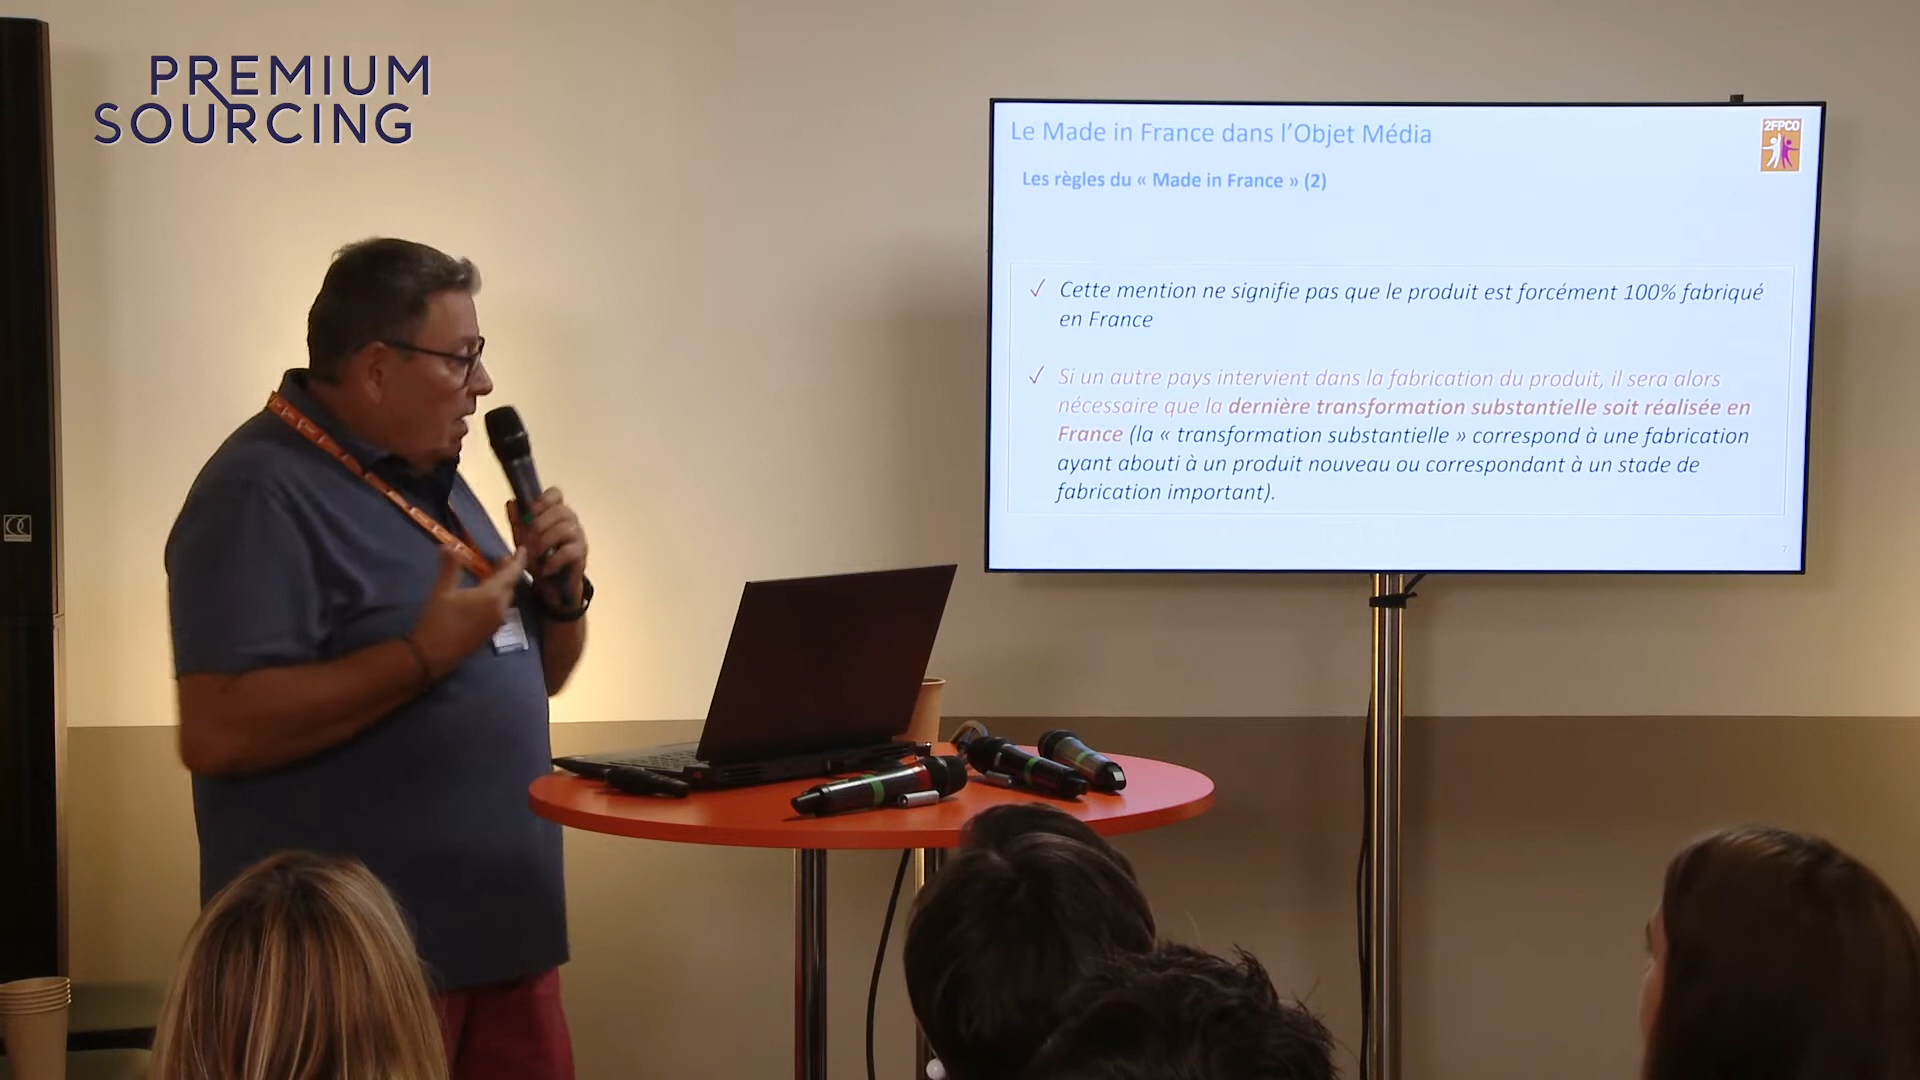 PREMIUM
SOURCING
Le Made in France dans l’Objet Média
2FPCO
Les règles du « Made in France » (2)
✓ Cette mention ne signifie pas que le produit est forcément 100% fabriqué
en France
✓ Si un autre pays intervient dans la fabrication du produit, il sera alors
nécessaire que la dernière transformation substantielle soit réalisée en
France (la « transformation substantielle » correspond à une fabrication
ayant abouti à un produit nouveau ou correspondant à un stade de
fabrication important).
7